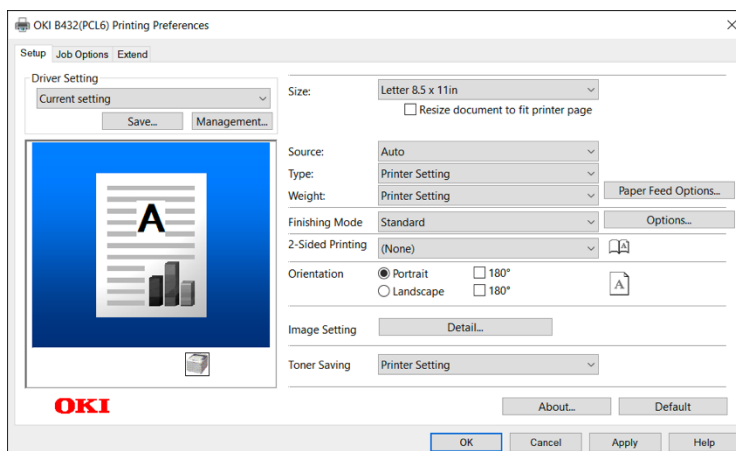 OKI B432(PCL6) Printing Preferences
Setup Job Options Extend
Driver Setting
Current setting
Save... Management...
A
OKI
Size: Letter 8.5 x 11in
Resize document to fit printer page
Source: Auto
Type: Printer Setting
Weight: Printer Setting Paper Feed Options...
Finishing Mode Standard Options...
2-Sided Printing (None) A
Orientation Portrait 180°
Landscape 180° A
Image Setting Detail...
Toner Saving Printer Setting
About... Default
OK Cancel Apply Help